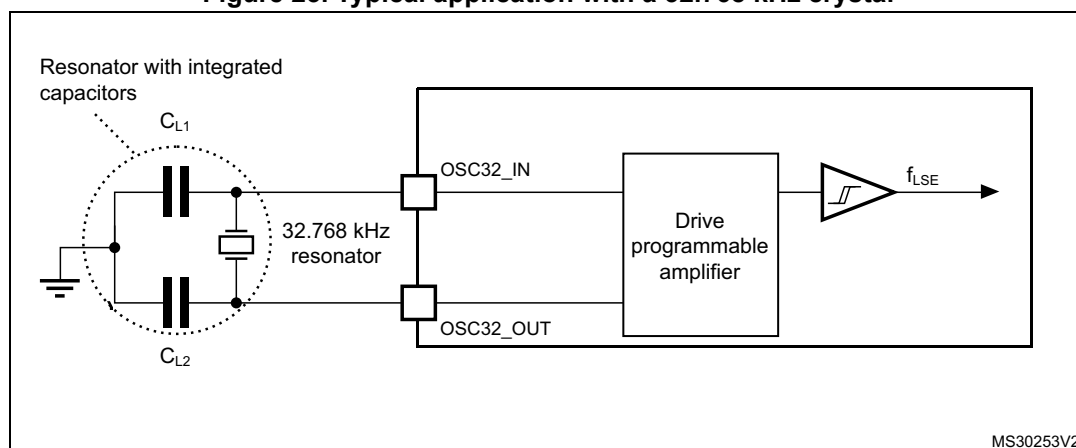 Figure 23. Typical application with a 32.768 kHz crystal
Resonator with integrated
capacitors
CL1
OSC32_IN
fLSE
32.768 kHz
resonator
Drive
programmable
amplifier
OSC32_OUT
CL2
MS30253V2